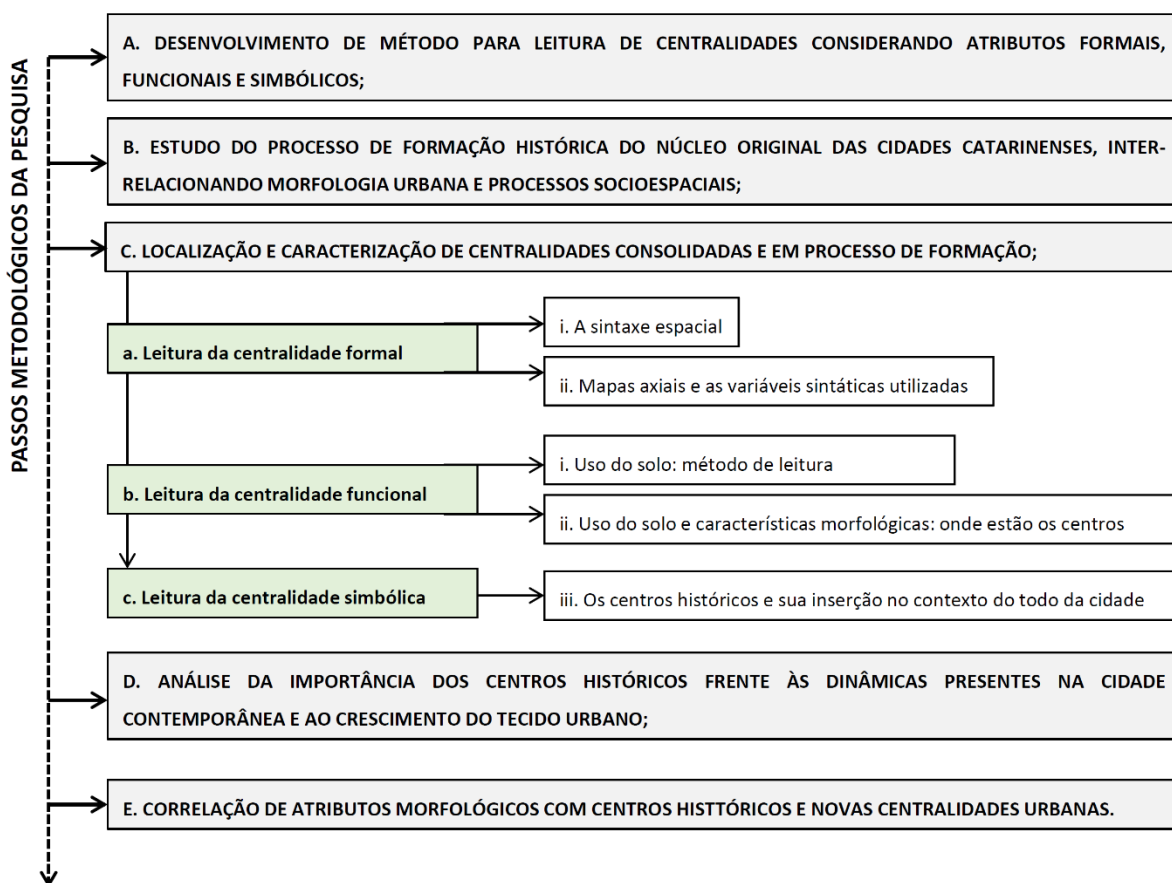 PASSOS METODOLÓGICOS DA PESQUISA
A. DESENVOLVIMENTO DE MÉTODO PARA LEITURA DE CENTRALIDADES CONSIDERANDO ATRIBUTOS FORMAIS,
FUNCIONAIS E SIMBÓLICOS;
B. ESTUDO DO PROCESSO DE FORMAÇÃO HISTÓRICA DO NÚCLEO ORIGINAL DAS CIDADES CATARINENSES, INTER-
RELACIONANDO MORFOLOGIA URBANA E PROCESSOS SOCIOESPACIAIS;
C. LOCALIZAÇÃO E CARACTERIZAÇÃO DE CENTRALIDADES CONSOLIDADAS E EM PROCESSO DE FORMAÇÃO;
a. Leitura da centralidade formal
i. A sintaxe espacial
ii. Mapas axiais e as variáveis sintáticas utilizadas
b. Leitura da centralidade funcional
i. Uso do solo: método de leitura
ii. Uso do solo e características morfológicas: onde estão os centros
c. Leitura da centralidade simbólica
iii. Os centros históricos e sua inserção no contexto do todo da cidade
D. ANÁLISE DA IMPORTÂNCIA DOS CENTROS HISTÓRICOS FRENTE ÀS DINÂMICAS PRESENTES NA CIDADE
CONTEMPORÂNEA E AO CRESCIMENTO DO TECIDO URBANO;
E. CORRELAÇÃO DE ATRIBUTOS MORFOLÓGICOS COM CENTROS HISTTÓRICOS E NOVAS CENTRALIDADES URBANAS.